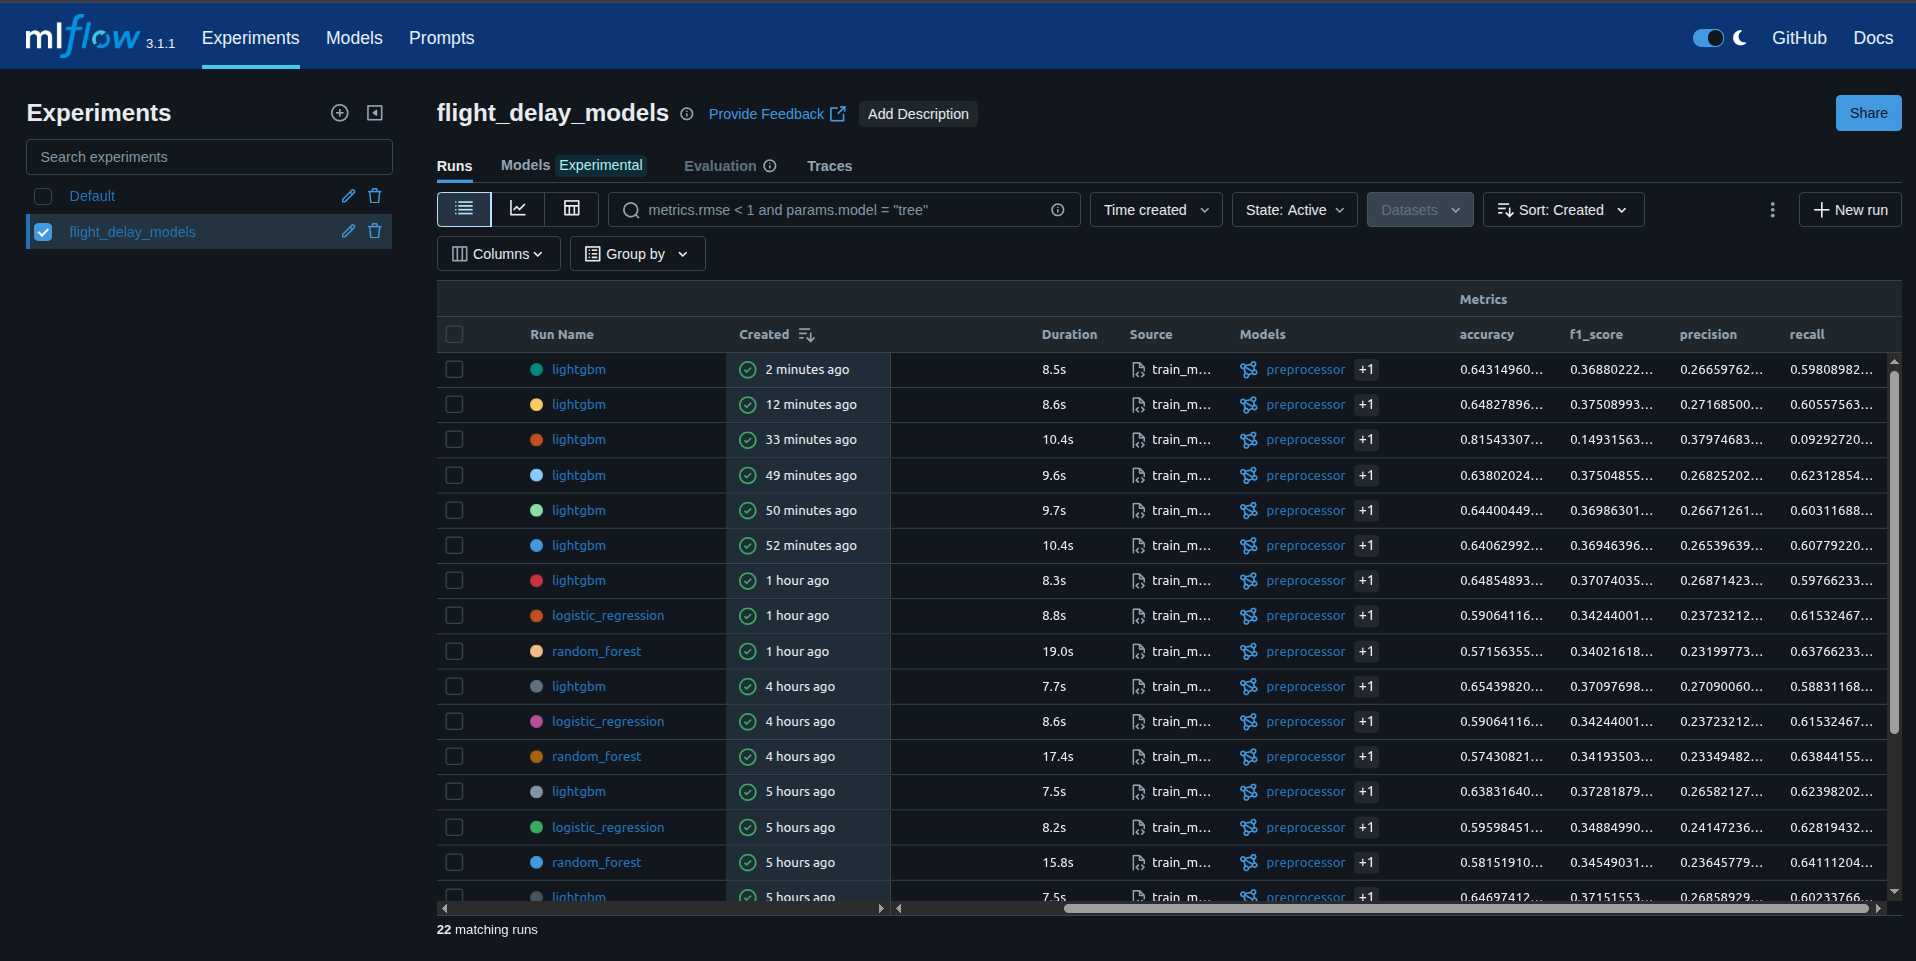 mlflow 3.1.1 Experiments Models Prompts GitHub Docs
Experiments
Search experiments
Default
flight_delay_models
flight_delay_models Provide Feedback Add Description Share
Runs Models Experimental Evaluation Traces
metrics.rmse < 1 and params.model = "tree" Time created State: Active Datasets Sort: Created New run
Columns Group by
Metrics
Run Name Created Duration Source Models accuracy f1_score precision recall
lightgbm 2 minutes ago 8.5s train_m... preprocessor +1 0.64314960... 0.36880222... 0.26659762... 0.59808982...
lightgbm 12 minutes ago 8.6s train_m... preprocessor +1 0.64827896... 0.37508993... 0.27168500... 0.60557563...
lightgbm 33 minutes ago 10.4s train_m... preprocessor +1 0.81543307... 0.14931563... 0.37974683... 0.09292720...
lightgbm 49 minutes ago 9.6s train_m... preprocessor +1 0.63802024... 0.37504855... 0.26825202... 0.62312854...
lightgbm 50 minutes ago 9.7s train_m... preprocessor +1 0.64400449... 0.36986301... 0.26671261... 0.60311688...
lightgbm 52 minutes ago 10.4s train_m... preprocessor +1 0.64062992... 0.36946396... 0.26539639... 0.60779220...
lightgbm 1 hour ago 8.3s train_m... preprocessor +1 0.64854893... 0.37074035... 0.26871423... 0.59766233...
logistic_regression 1 hour ago 8.8s train_m... preprocessor +1 0.59064116... 0.34244001... 0.23723212... 0.61532467...
random_forest 1 hour ago 19.0s train_m... preprocessor +1 0.57156355... 0.34021618... 0.23199773... 0.63766233...
lightgbm 4 hours ago 7.7s train_m... preprocessor +1 0.65439820... 0.37097698... 0.27090060... 0.58831168...
logistic_regression 4 hours ago 8.6s train_m... preprocessor +1 0.59064116... 0.34244001... 0.23723212... 0.61532467...
random_forest 4 hours ago 17.4s train_m... preprocessor +1 0.57430821... 0.34193503... 0.23349482... 0.63844155...
lightgbm 5 hours ago 7.5s train_m... preprocessor +1 0.63831640... 0.37281879... 0.26582127... 0.62398202...
logistic_regression 5 hours ago 8.2s train_m... preprocessor +1 0.59598451... 0.34884990... 0.24147236... 0.62819432...
random_forest 5 hours ago 15.8s train_m... preprocessor +1 0.58151910... 0.34549031... 0.23645779... 0.64111204...
lightgbm 5 hours ago 7.5s train_m... preprocessor +1 0.64697412... 0.37151553... 0.26858929... 0.60233766...
22 matching runs